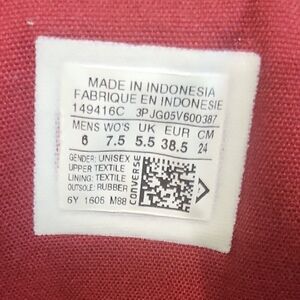 MADE IN INDONESIA
FABRIQUE EN INDONESIE
149416C 3PJG05V600387
MENS WO'S UK EUR CM
6 7.5 5.5 38.5 24
GENDER: UNISEX
UPPER: TEXTILE
LINING: TEXTILE
OUTSOLE: RUBBER
6Y 1605 M88
CONVERSE